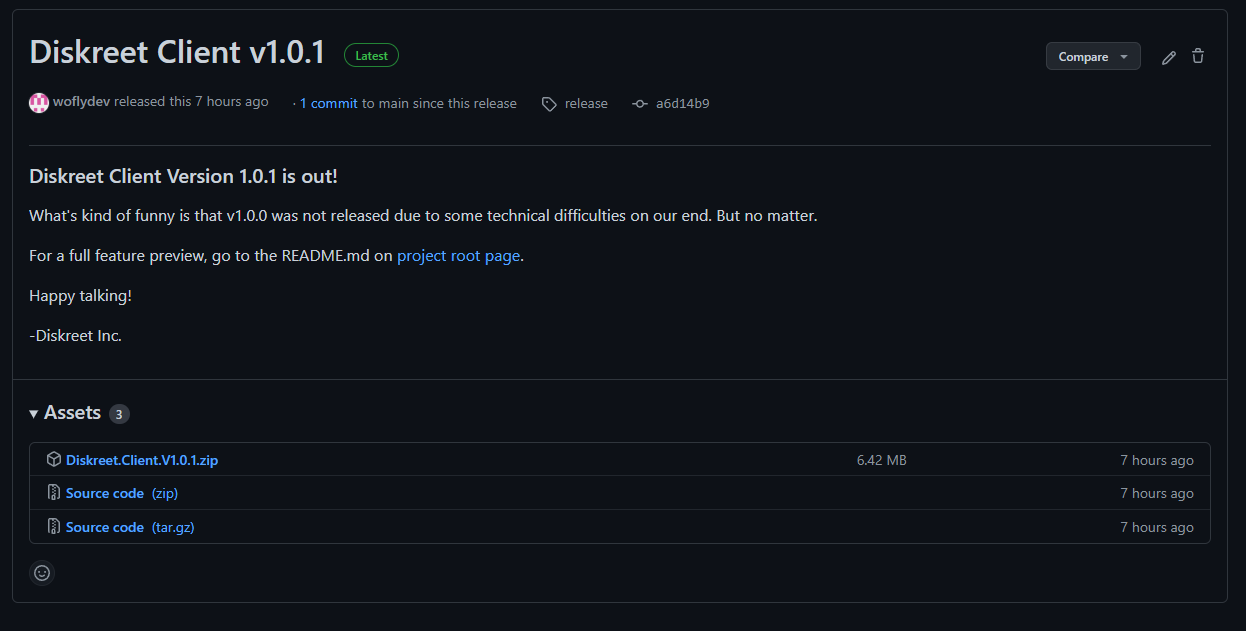 Diskreet Client v1.0.1 Latest Compare
woflydev released this 7 hours ago · 1 commit to main since this release release a6d14b9
Diskreet Client Version 1.0.1 is out!
What's kind of funny is that v1.0.0 was not released due to some technical difficulties on our end. But no matter.
For a full feature preview, go to the README.md on project root page.
Happy talking!
-Diskreet Inc.
Assets 3
Diskreet.Client.V1.0.1.zip 6.42 MB 7 hours ago
Source code (zip) 7 hours ago
Source code (tar.gz) 7 hours ago